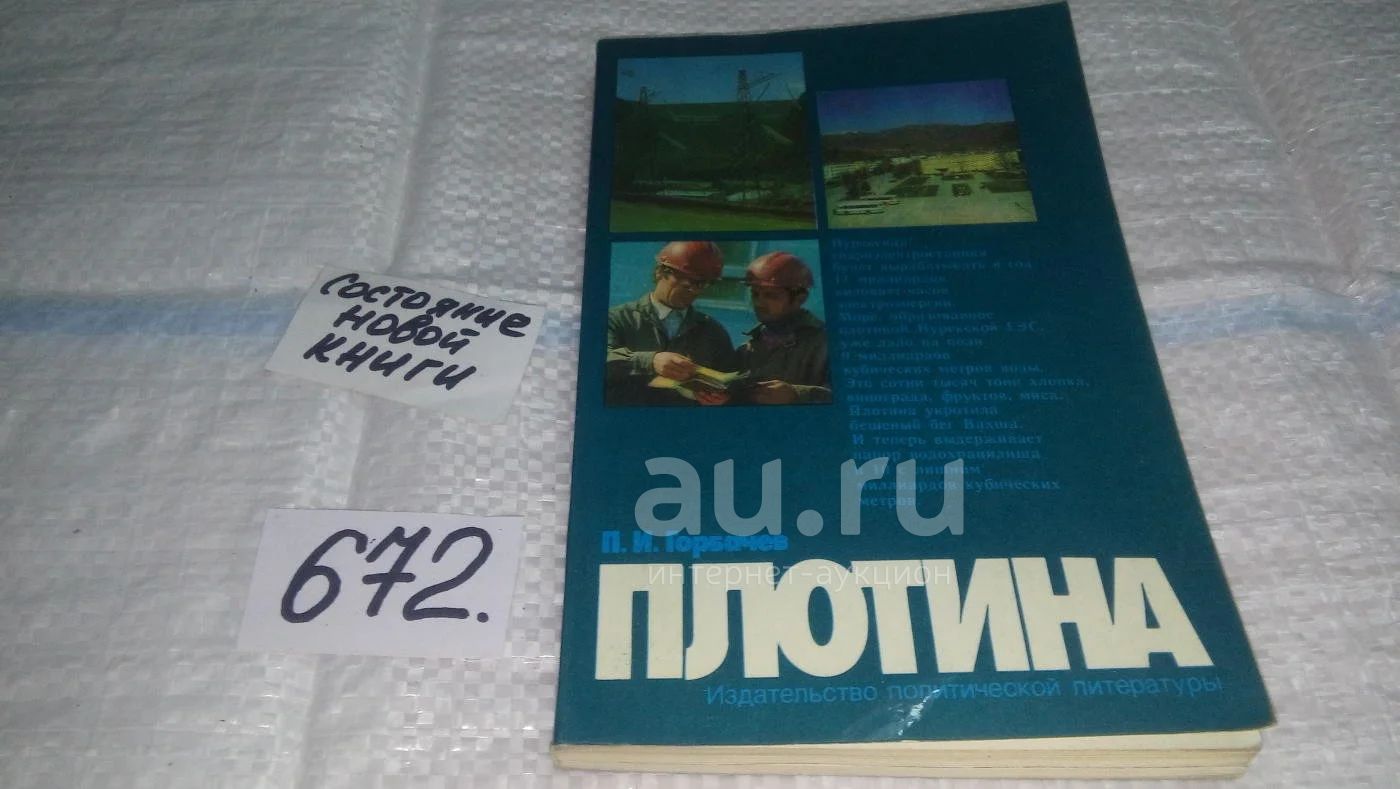 состояние
новой
книги
672.
Нурекская
гидроэлектростанция
будет вырабатывать в год
11 миллиардов
киловатт-часов
электроэнергии.
Море, образованное
плотиной Нурекской ГЭС,
уже дало на поля
9 миллиардов
кубических метров воды.
Это сотни тысяч тонн хлопка,
винограда, фруктов, мяса.
Плотина укротила
бешеный бег Вахша.
И теперь выдерживает
напор водохранилища
лишним
миллиардов кубических
метров
au.ru
интернет-аукцион
П. И. Горбачев
ПЛОТИНА
Издательство политической литературы